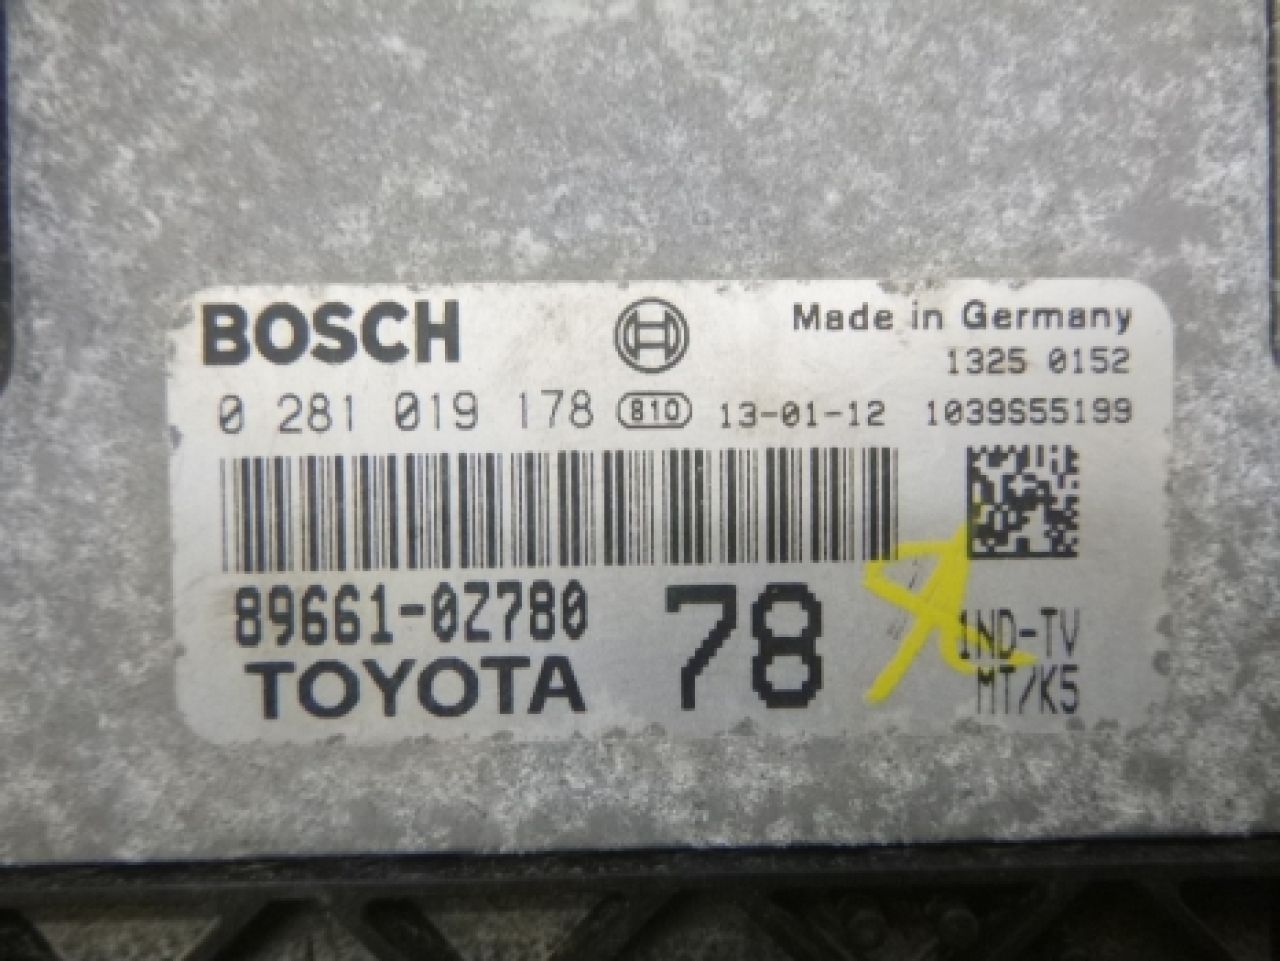 BOSCH
Made in Germany
1325 0152
0 281 019 178 810 13-01-12 1039S55199
89661-0Z780
TOYOTA
78
1ND-TV
MT/K5